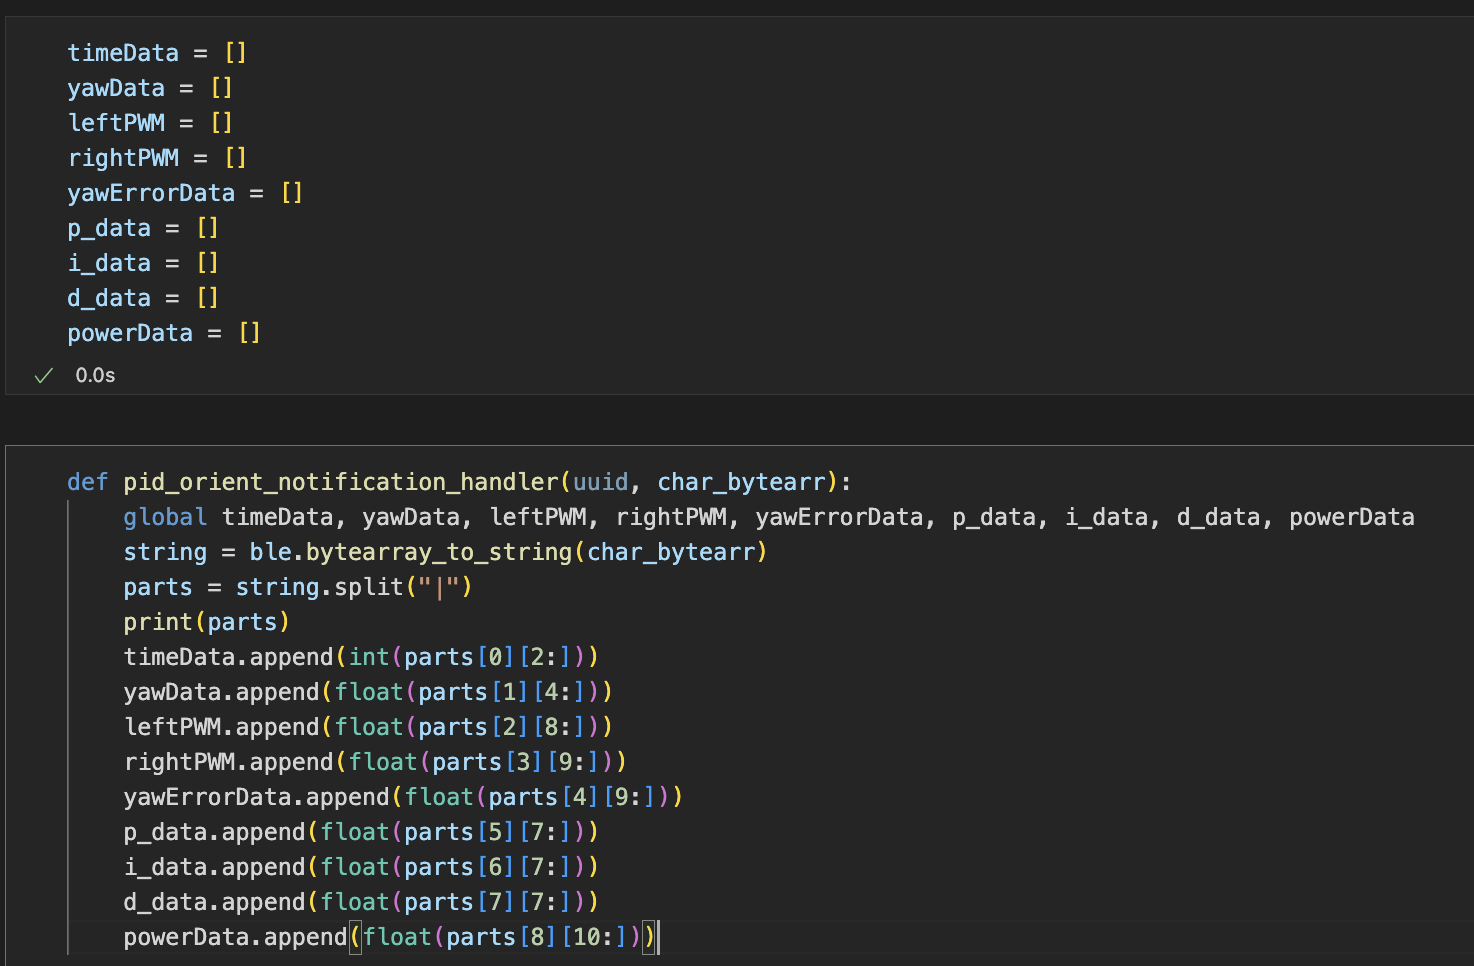 timeData = []
yawData = []
leftPWM = []
rightPWM = []
yawErrorData = []
p_data = []
i_data = []
d_data = []
powerData = []
✓ 0.0s
def pid_orient_notification_handler(uuid, char_bytearr):
    global timeData, yawData, leftPWM, rightPWM, yawErrorData, p_data, i_data, d_data, powerData
    string = ble.bytearray_to_string(char_bytearr)
    parts = string.split("|")
    print(parts)
    timeData.append(int(parts[0][2:]))
    yawData.append(float(parts[1][4:]))
    leftPWM.append(float(parts[2][8:]))
    rightPWM.append(float(parts[3][9:]))
    yawErrorData.append(float(parts[4][9:]))
    p_data.append(float(parts[5][7:]))
    i_data.append(float(parts[6][7:]))
    d_data.append(float(parts[7][7:]))
    powerData.append(float(parts[8][10:]))